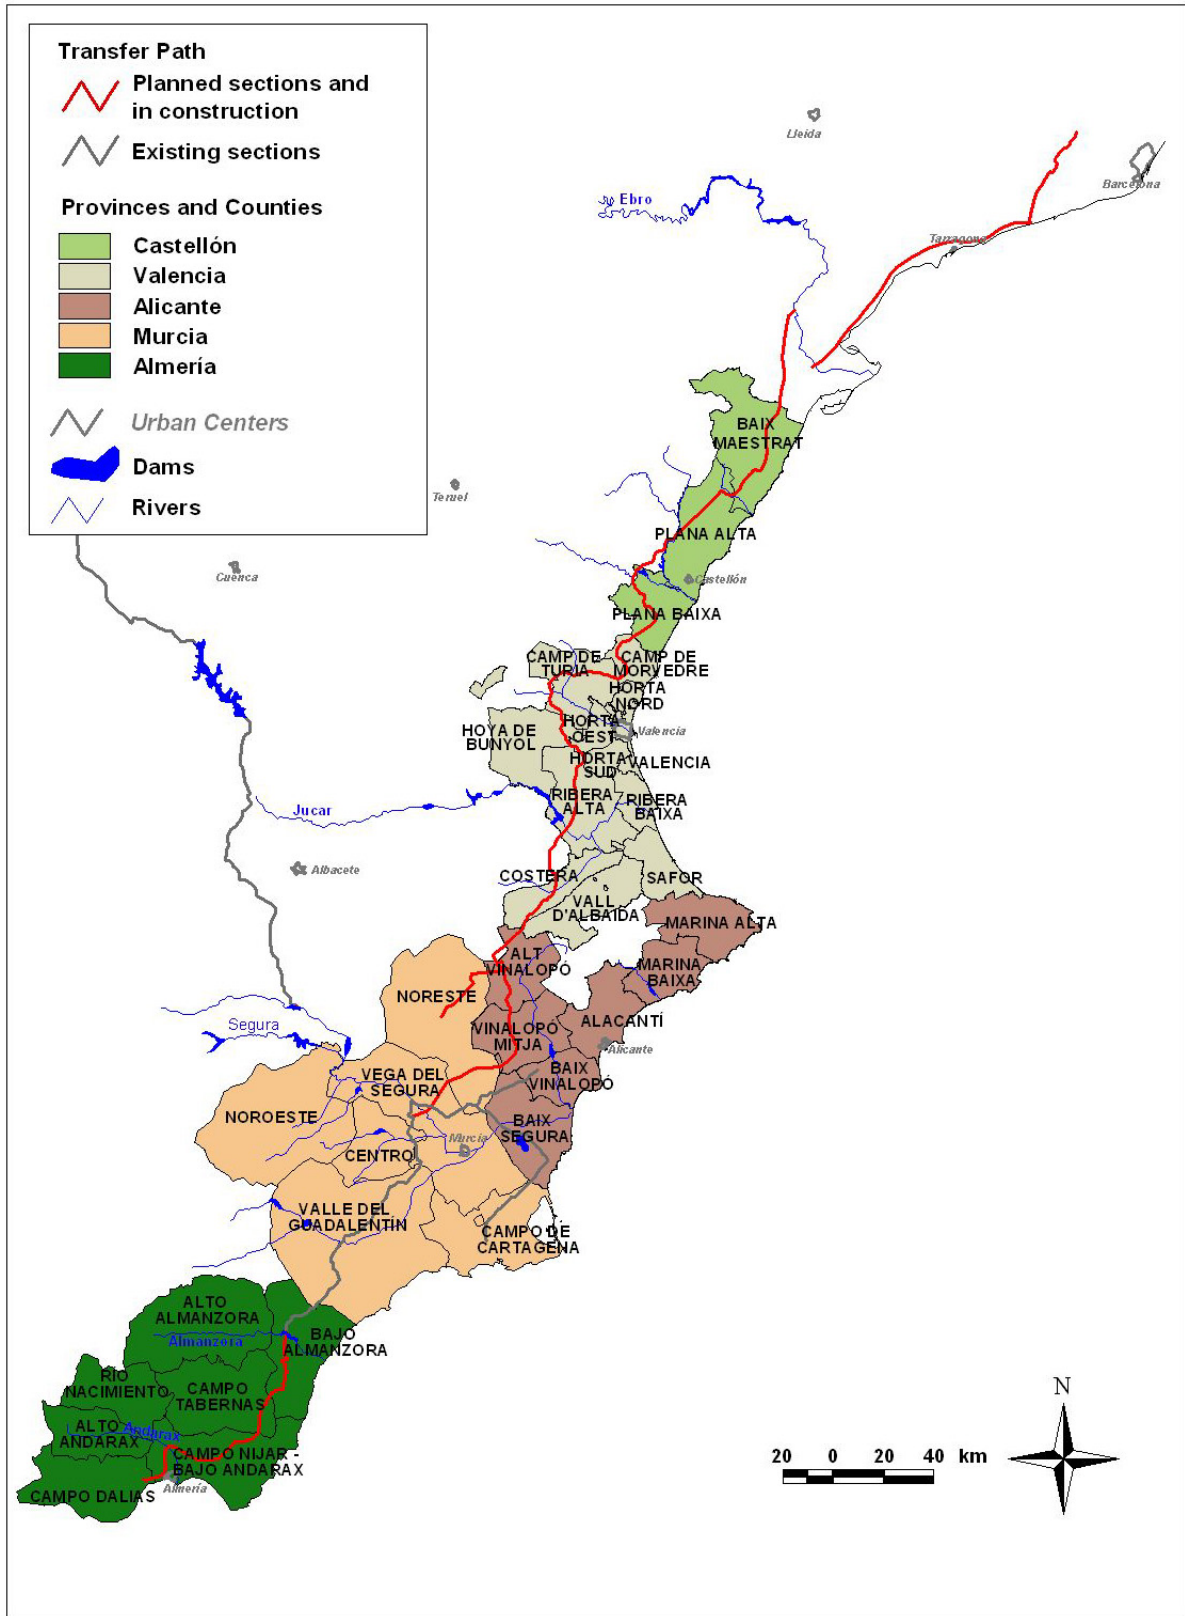 Transfer Path
Planned sections and
in construction
Existing sections
Provinces and Counties
Castellón
Valencia
Alicante
Murcia
Almería
Urban Centers
Dams
Rivers
Lleida
Barcelona
Ebro
Tarragona
BAIX
MAESTRAT
Teruel
PLANA ALTA
Cuenca
Castellón
PLANA BAIXA
CAMP DE
TURIA
CAMP DE
MORVEDRE
HORTA
NORD
HOYA DE
BUNYOL
HORTA
OEST
Valencia
HORTA
SUD
VALENCIA
RIBERA
ALTA
RIBERA
BAIXA
Jucar
Albacete
COSTERA
SAFOR
VALL
D'ALBAIDA
MARINA ALTA
ALT
VINALOPÓ
MARINA
BAIXA
NORESTE
Segura
VINALOPÓ
MITJA
ALACANTÍ
Alicante
VEGA DEL
SEGURA
BAIX
VINALOPÓ
NOROESTE
BAIX
SEGURA
Murcia
CENTRO
VALLE DEL
GUADALENTÍN
CAMPO DE
CARTAGENA
ALTO
ALMANZORA
Almanzora
BAJO
ALMANZORA
RIO
NACIMIENTO
CAMPO
TABERNAS
ALTO
ANDARAX
Andarax
CAMPO NIJAR -
BAJO ANDARAX
CAMPO DALIAS
Almería
N
20 0 20 40 km